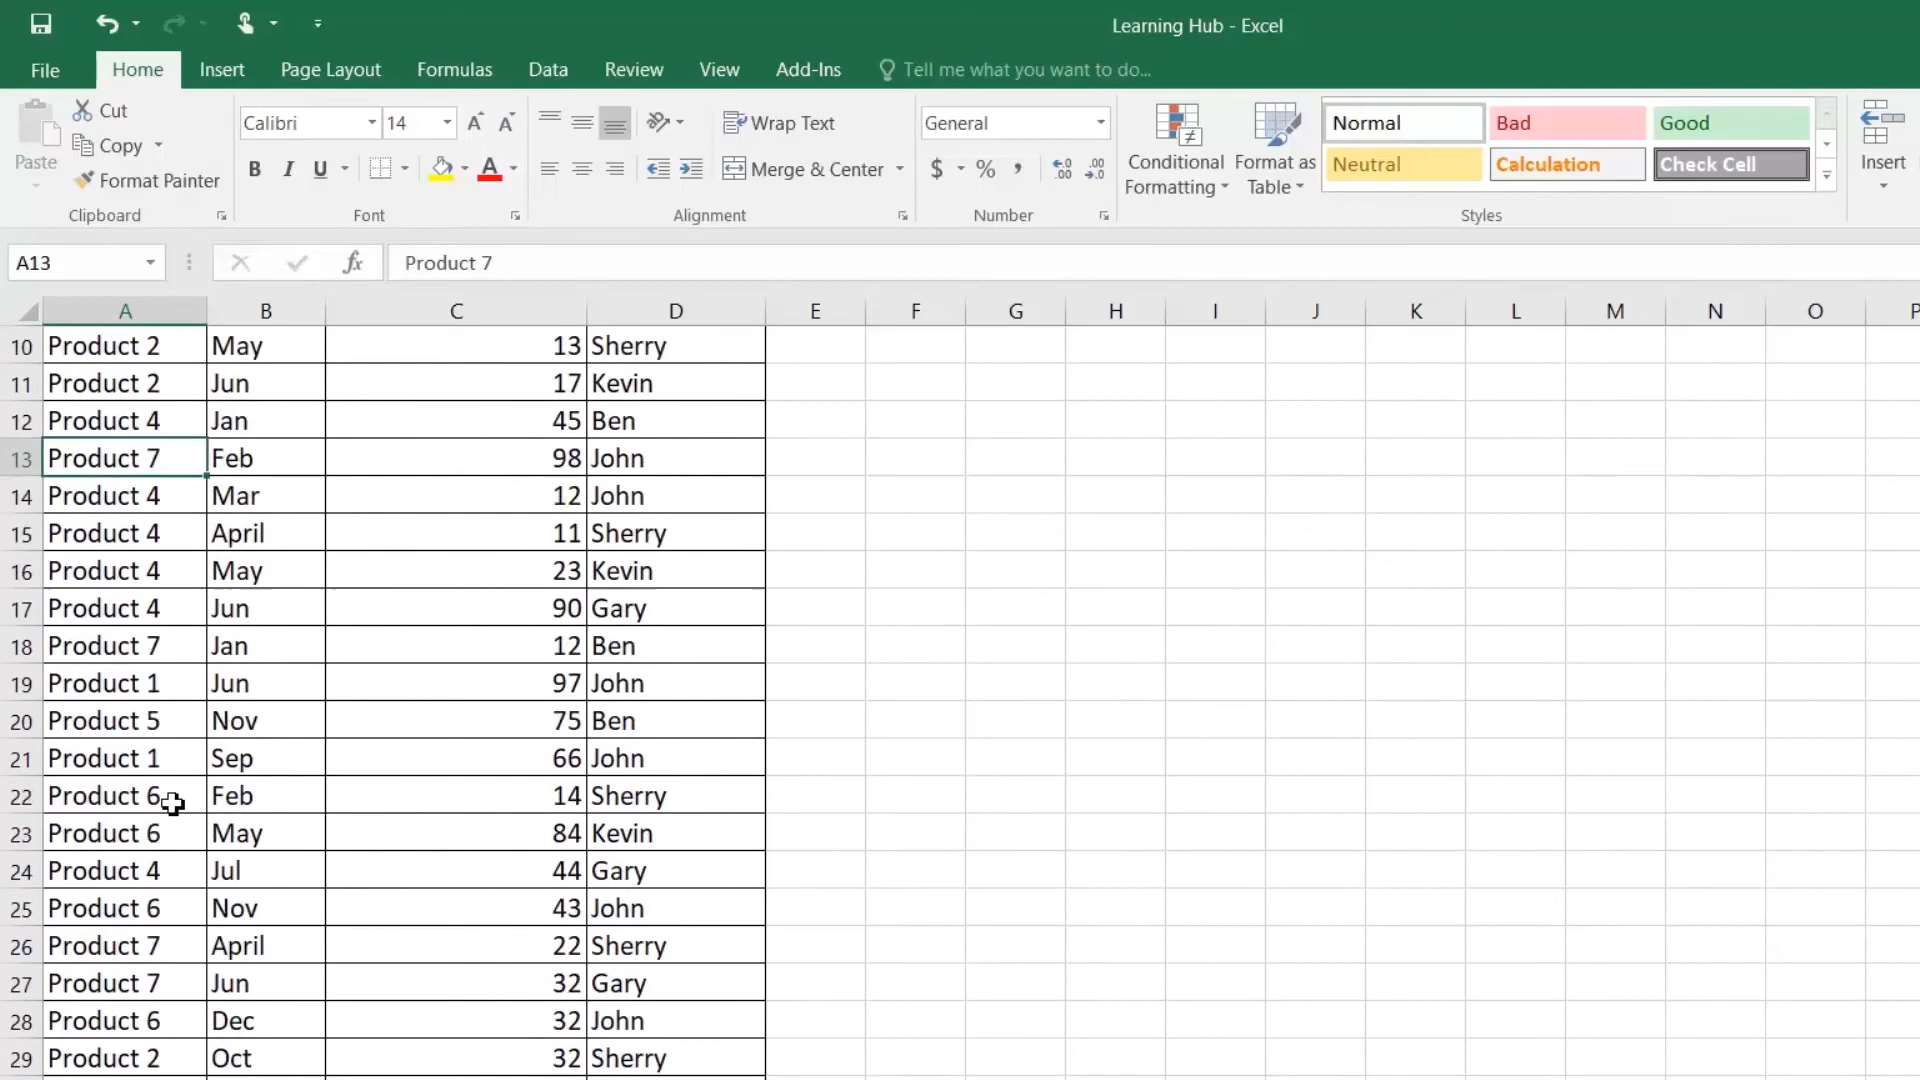 Learning Hub - Excel
File Home Insert Page Layout Formulas Data Review View Add-Ins Tell me what you want to do...
Paste Cut Copy Format Painter Clipboard
Calibri 14 A A B I U A Font
Wrap Text Merge & Center Alignment
General $ % , .0 .00 .00 .0 Number
Conditional Formatting Format as Table Normal Bad Good Neutral Calculation Check Cell Styles
Insert
A13 fx Product 7
A B C D E F G H I J K L M N O P
10 Product 2 May 13 Sherry
11 Product 2 Jun 17 Kevin
12 Product 4 Jan 45 Ben
13 Product 7 Feb 98 John
14 Product 4 Mar 12 John
15 Product 4 April 11 Sherry
16 Product 4 May 23 Kevin
17 Product 4 Jun 90 Gary
18 Product 7 Jan 12 Ben
19 Product 1 Jun 97 John
20 Product 5 Nov 75 Ben
21 Product 1 Sep 66 John
22 Product 6 Feb 14 Sherry
23 Product 6 May 84 Kevin
24 Product 4 Jul 44 Gary
25 Product 6 Nov 43 John
26 Product 7 April 22 Sherry
27 Product 7 Jun 32 Gary
28 Product 6 Dec 32 John
29 Product 2 Oct 32 Sherry